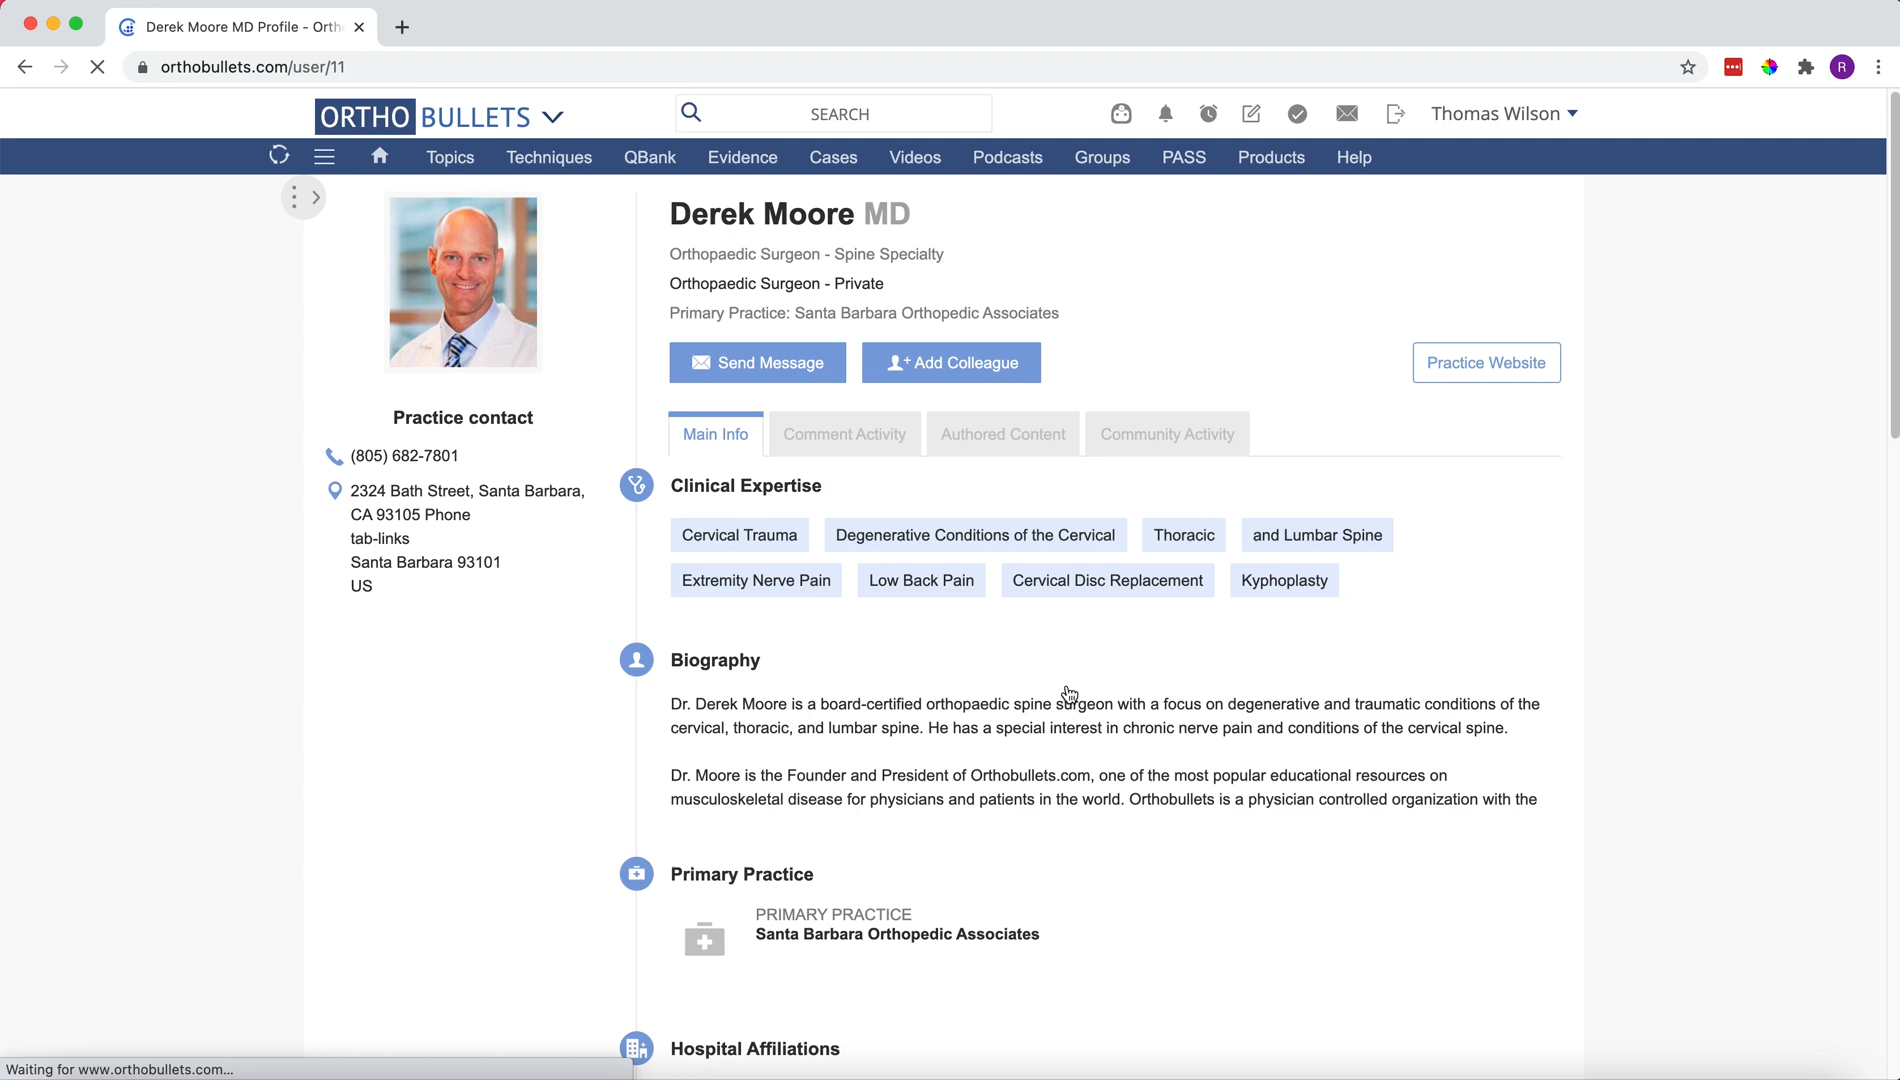 Derek Moore MD Profile - Orth
orthobullets.com/user/11
R
ORTHOBULLETS
SEARCH
Thomas Wilson
Topics
Techniques
QBank
Evidence
Cases
Videos
Podcasts
Groups
PASS
Products
Help
Derek Moore MD
Orthopaedic Surgeon - Spine Specialty
Orthopaedic Surgeon - Private
Primary Practice: Santa Barbara Orthopedic Associates
Send Message
Add Colleague
Practice Website
Practice contact
(805) 682-7801
2324 Bath Street, Santa Barbara,
CA 93105 Phone
tab-links
Santa Barbara 93101
US
Main Info
Comment Activity
Authored Content
Community Activity
Clinical Expertise
Cervical Trauma
Degenerative Conditions of the Cervical
Thoracic
and Lumbar Spine
Extremity Nerve Pain
Low Back Pain
Cervical Disc Replacement
Kyphoplasty
Biography
Dr. Derek Moore is a board-certified orthopaedic spine surgeon with a focus on degenerative and traumatic conditions of the
cervical, thoracic, and lumbar spine. He has a special interest in chronic nerve pain and conditions of the cervical spine.
Dr. Moore is the Founder and President of Orthobullets.com, one of the most popular educational resources on
musculoskeletal disease for physicians and patients in the world. Orthobullets is a physician controlled organization with the
Primary Practice
PRIMARY PRACTICE
Santa Barbara Orthopedic Associates
Hospital Affiliations
Waiting for www.orthobullets.com...